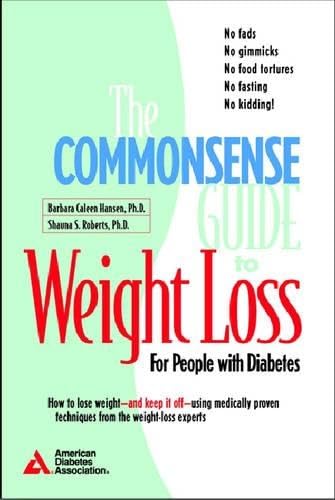 No fads
No gimmicks
No food tortures
No fasting
No kidding!
The
COMMONSENSE
Barbara Caleen Hansen, Ph.D.
Shauna S. Roberts, Ph.D.
GUIDE
to
Weight Loss
For People with Diabetes
How to lose weight—and keep it off—using medically proven
techniques from the weight-loss experts
American
Diabetes
Association®